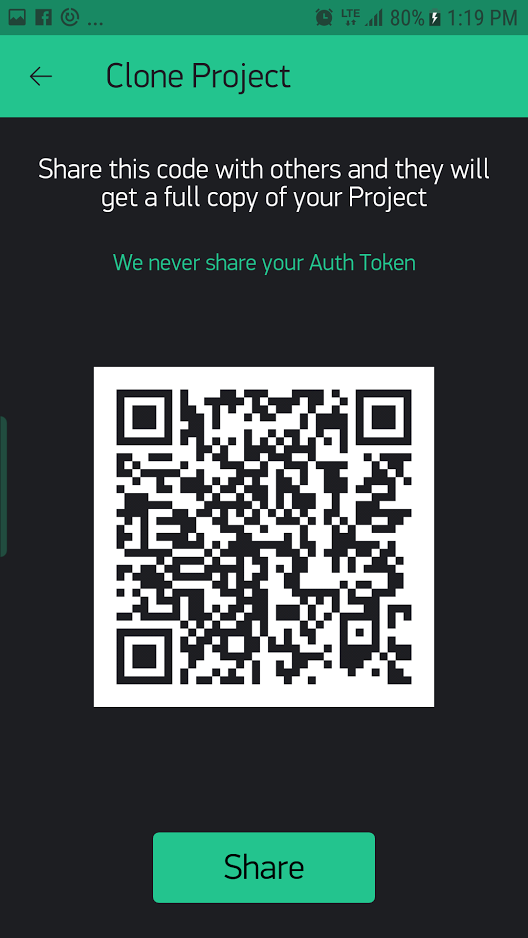 ... LTE 80% 1:19 PM
Clone Project
Share this code with others and they will
get a full copy of your Project
We never share your Auth Token
Share